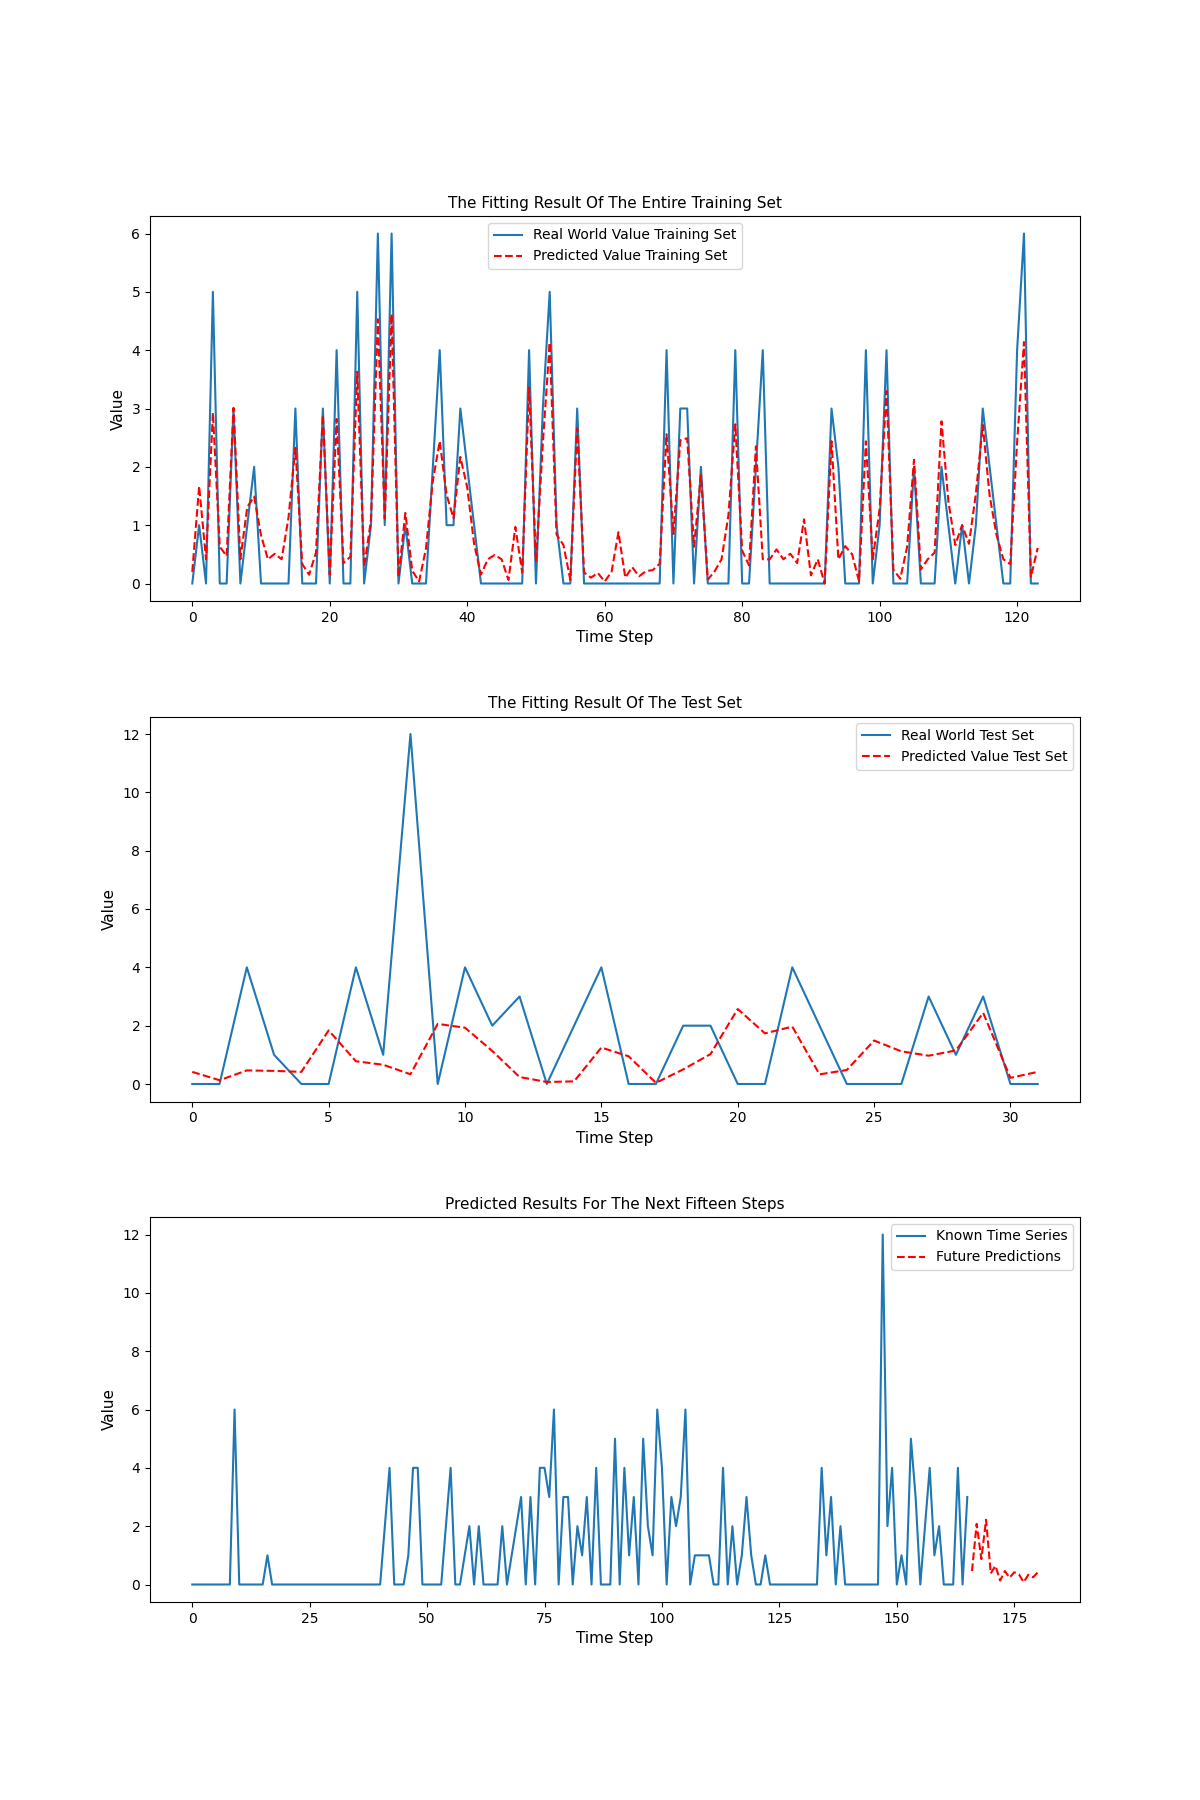 The Fitting Result Of The Entire Training Set
Real World Value Training Set
Predicted Value Training Set
Value
6
5
4
3
2
1
0
0 20 40 60 80 100 120
Time Step
The Fitting Result Of The Test Set
Real World Test Set
Predicted Value Test Set
Value
12
10
8
6
4
2
0
0 5 10 15 20 25 30
Time Step
Predicted Results For The Next Fifteen Steps
Known Time Series
Future Predictions
Value
12
10
8
6
4
2
0
0 25 50 75 100 125 150 175
Time Step